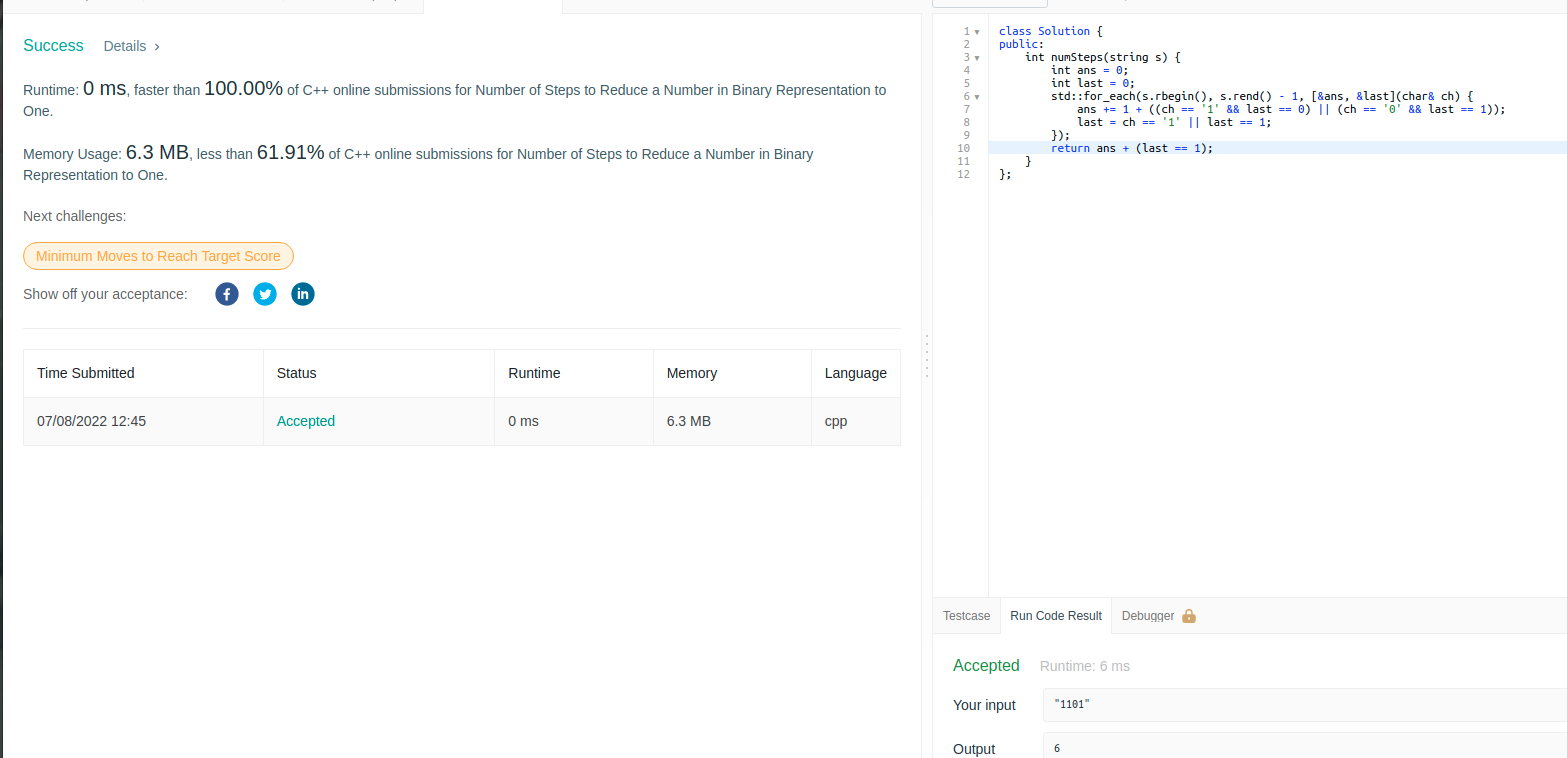 Success Details ›
Runtime: 0 ms, faster than 100.00% of C++ online submissions for Number of Steps to Reduce a Number in Binary Representation to
One.
Memory Usage: 6.3 MB, less than 61.91% of C++ online submissions for Number of Steps to Reduce a Number in Binary
Representation to One.
Next challenges:
Minimum Moves to Reach Target Score
Show off your acceptance:
Time Submitted Status Runtime Memory Language
07/08/2022 12:45 Accepted 0 ms 6.3 MB cpp
1 class Solution {
2 public:
3 int numSteps(string s) {
4 int ans = 0;
5 int last = 0;
6 std::for_each(s.rbegin(), s.rend() - 1, [&ans, &last](char& ch) {
7 ans += 1 + ((ch == '1' && last == 0) || (ch == '0' && last == 1));
8 last = ch == '1' || last == 1;
9 });
10 return ans + (last == 1);
11 }
12 };
Testcase Run Code Result Debugger
Accepted Runtime: 6 ms
Your input "1101"
Output 6